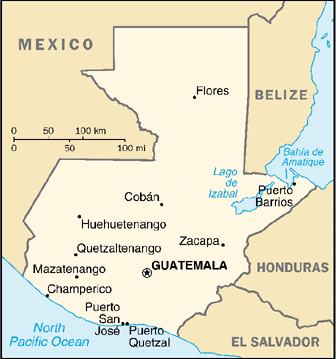 MEXICO
Flores
BELIZE
0 50 100 km
0 50 100 mi
Bahía de
Amatique
Lago
de
Izabal
Puerto
Barrios
Cobán
Huehuetenango
Quetzaltenango
Zacapa
Mazatenango
GUATEMALA
HONDURAS
Champerico
Puerto
San
José
Puerto
Quetzal
North
Pacific Ocean
EL SALVADOR